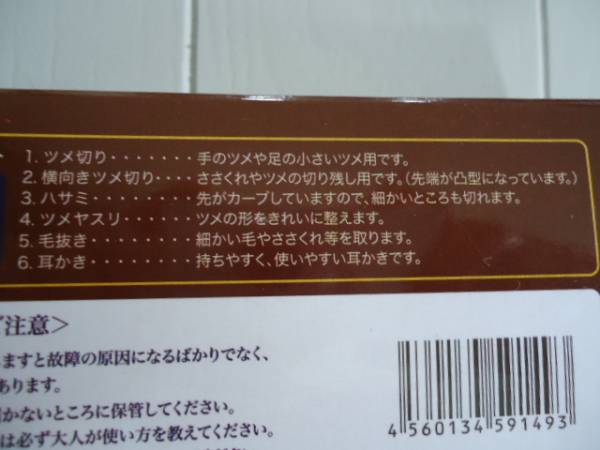 1. ツメ切り・・・・・・・手のツメや足の小さいツメ用です。
2. 横向きツメ切り・・・・ささくれやツメの切り残し用です。(先端が凸型になっています。)
3. ハサミ・・・・・・・・先がカーブしていますので、細かいところも切れます。
4. ツメヤスリ・・・・・・ツメの形をきれいに整えます。
5. 毛抜き・・・・・・・・細かい毛やささくれ等を取ります。
6. 耳かき・・・・・・・・持ちやすく、使いやすい耳かきです。
ご注意>
ますと故障の原因になるばかりでなく、
あります。
かないところに保管してください。
は必ず大人が使い方を教えてください。
4 560134 591493